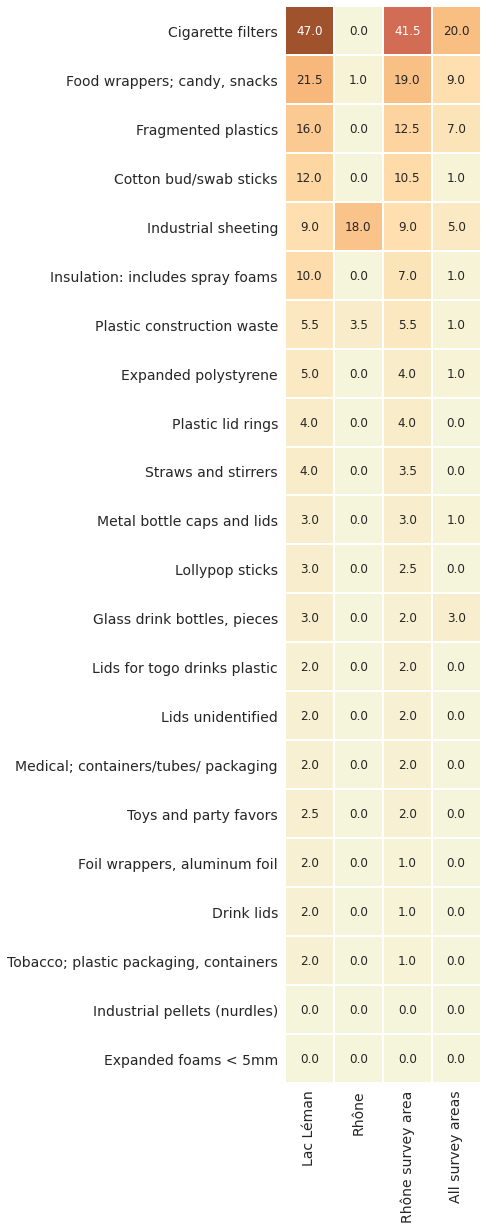 Cigarette filters 47.0 0.0 41.5 20.0
Food wrappers; candy, snacks 21.5 1.0 19.0 9.0
Fragmented plastics 16.0 0.0 12.5 7.0
Cotton bud/swab sticks 12.0 0.0 10.5 1.0
Industrial sheeting 9.0 18.0 9.0 5.0
Insulation: includes spray foams 10.0 0.0 7.0 1.0
Plastic construction waste 5.5 3.5 5.5 1.0
Expanded polystyrene 5.0 0.0 4.0 1.0
Plastic lid rings 4.0 0.0 4.0 0.0
Straws and stirrers 4.0 0.0 3.5 0.0
Metal bottle caps and lids 3.0 0.0 3.0 1.0
Lollypop sticks 3.0 0.0 2.5 0.0
Glass drink bottles, pieces 3.0 0.0 2.0 3.0
Lids for togo drinks plastic 2.0 0.0 2.0 0.0
Lids unidentified 2.0 0.0 2.0 0.0
Medical; containers/tubes/ packaging 2.0 0.0 2.0 0.0
Toys and party favors 2.5 0.0 2.0 0.0
Foil wrappers, aluminum foil 2.0 0.0 1.0 0.0
Drink lids 2.0 0.0 1.0 0.0
Tobacco; plastic packaging, containers 2.0 0.0 1.0 0.0
Industrial pellets (nurdles) 0.0 0.0 0.0 0.0
Expanded foams < 5mm 0.0 0.0 0.0 0.0
Lac Léman
Rhône
Rhône survey area
All survey areas